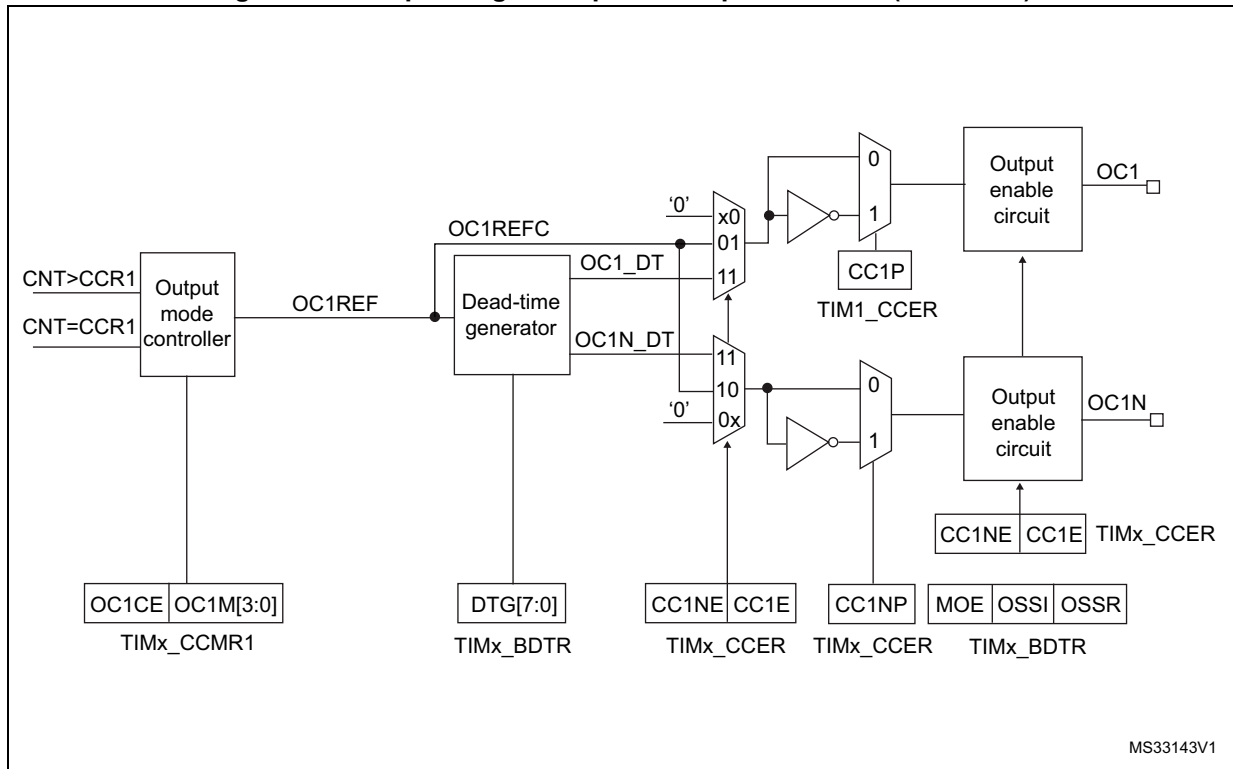 Output
enable
circuit
OC1
0
1
CC1P
TIM1_CCER
‘0’
x0
01
11
OC1REFC
OC1_DT
CNT>CCR1
CNT=CCR1
Output
mode
controller
OC1REF
Dead-time
generator
OC1N_DT
11
10
0x
‘0’
0
1
Output
enable
circuit
OC1N
CC1NE CC1E TIMx_CCER
OC1CE OC1M[3:0]
TIMx_CCMR1
DTG[7:0]
TIMx_BDTR
CC1NE CC1E
TIMx_CCER
CC1NP
TIMx_CCER
MOE OSSI OSSR
TIMx_BDTR
MS33143V1